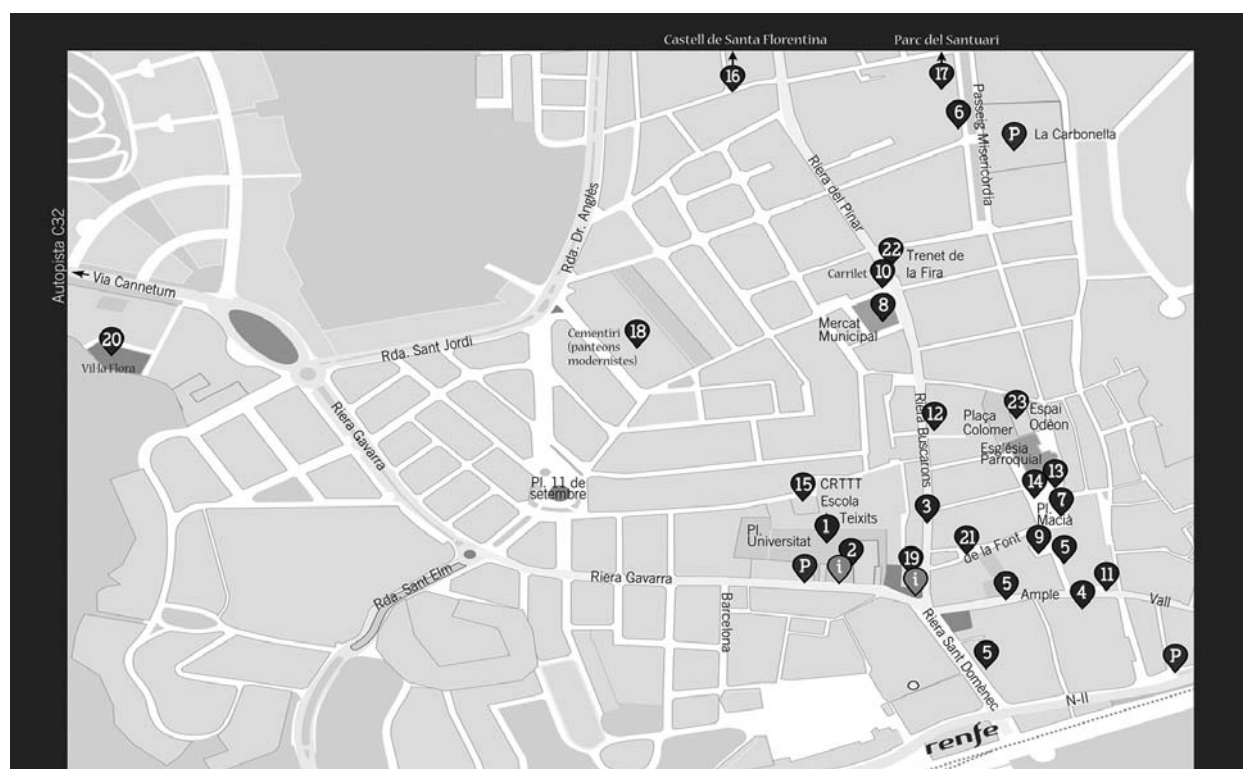 Castell de Santa Florentina
Parc del Santuari
16
17
6
P
La Carbonella
Passeig Misericòrdia
Riera del Pinar
Rda. Dr. Anglès
Autopista C32
Via Cannetum
22
Trenet de
la Fira
Carrilet
10
8
Mercat
Municipal
20
Vil·la Flora
18
Cementiri
(panteons
modernistes)
Rda. Sant Jordi
Riera Gavarra
Riera Buscarons
12
Plaça
Colomer
23
Espai
Odèon
Església
Parroquial
13
14
7
Pl.
Macià
Pl. 11 de
setembre
15
CRTTT
Escola
Teixits
1
Pl.
Universitat
2
3
21
de la Font
9
5
19
i
i
P
Riera Gavarra
Rda. Sant Elm
Barcelona
5
Ample
4
11
Vall
Riera Sant Domènec
5
P
N-II
renfe